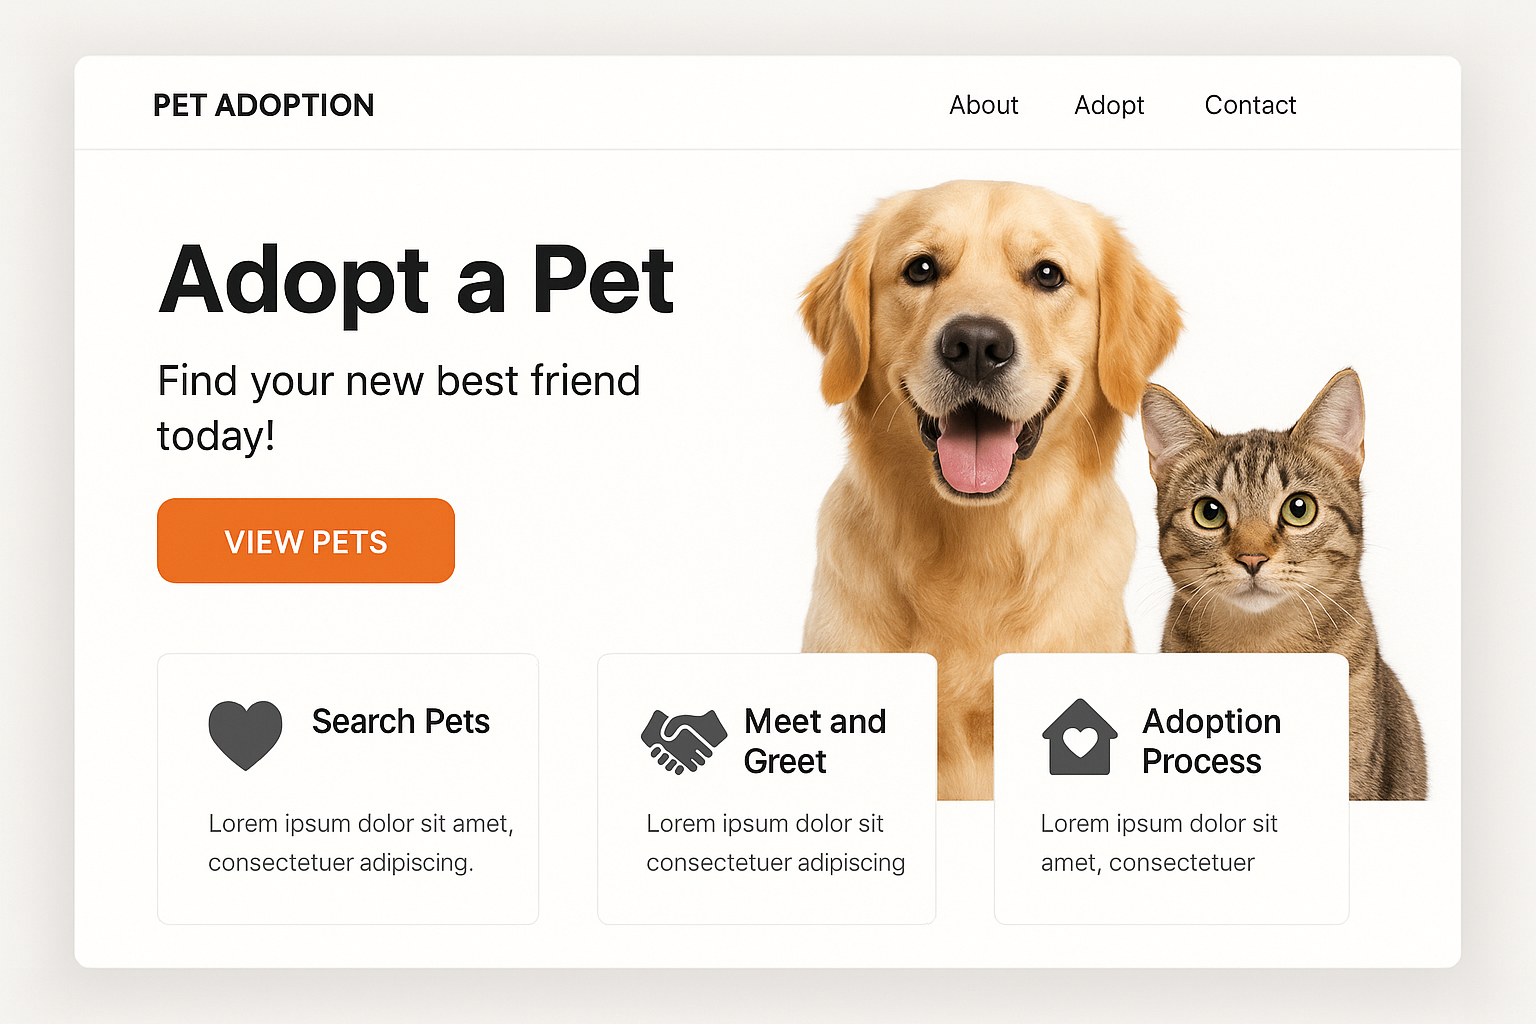 PET ADOPTION
About Adopt Contact
Adopt a Pet
Find your new best friend
today!
VIEW PETS
Search Pets
Lorem ipsum dolor sit amet,
consectetuer adipiscing.
Meet and
Greet
Lorem ipsum dolor sit
consectetuer adipiscing
Adoption
Process
Lorem ipsum dolor sit
amet, consectetuer